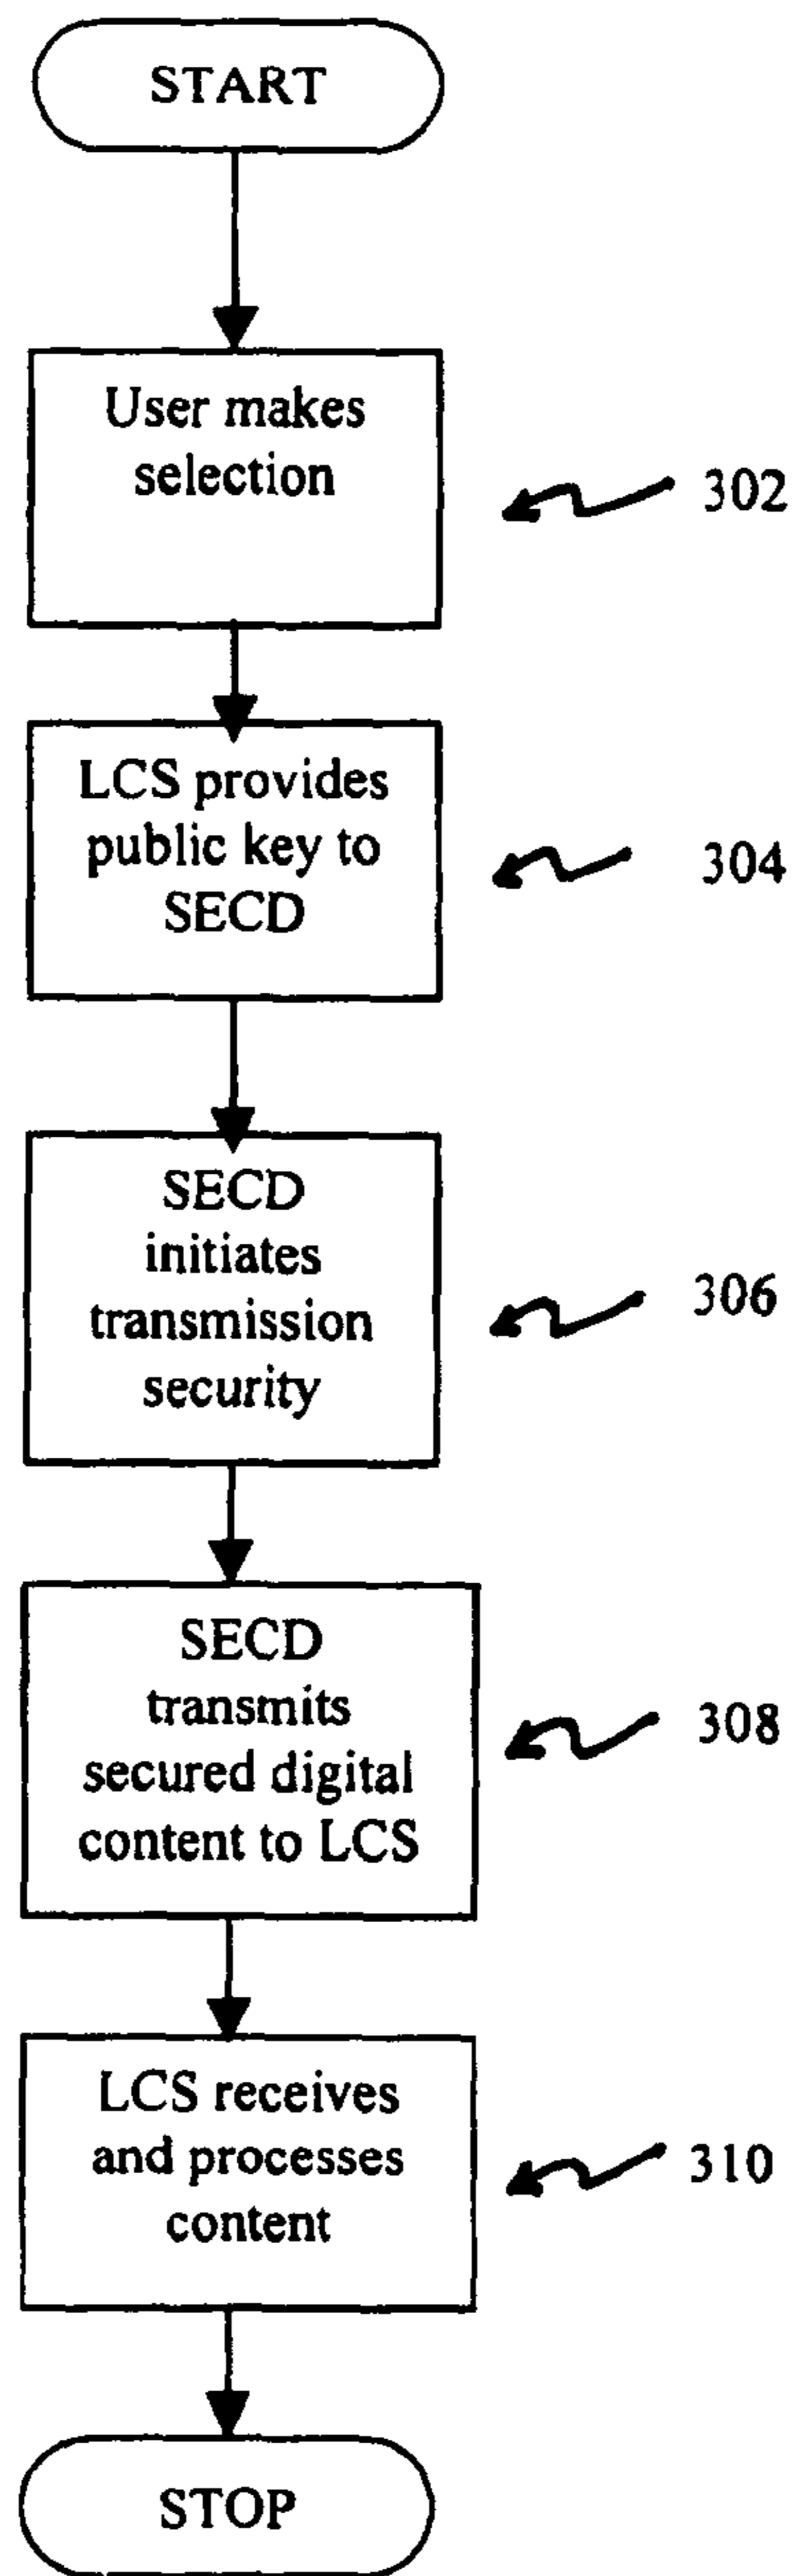 START
User makes
selection
302
LCS provides
public key to
SECD
304
SECD
initiates
transmission
security
306
SECD
transmits
secured digital
content to LCS
308
LCS receives
and processes
content
310
STOP